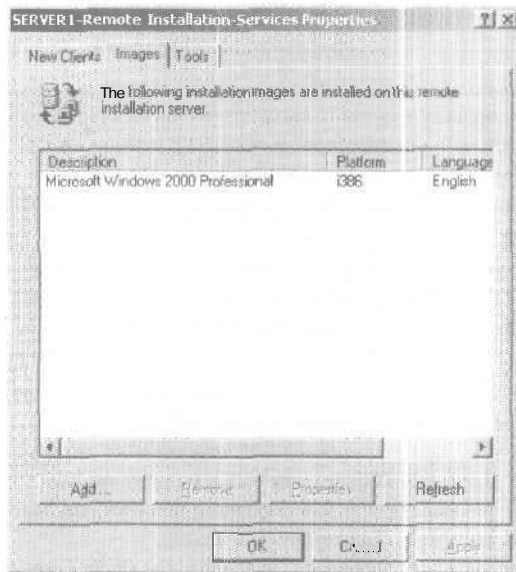 SERVER1-Remote Installation-Services Properties
? X
New Clients Images Tools
The following installation images are installed on this remote
installation server.
Description Platform Language
Microsoft Windows 2000 Professional i386 English
Add... Remove Properties Refresh
OK Apply